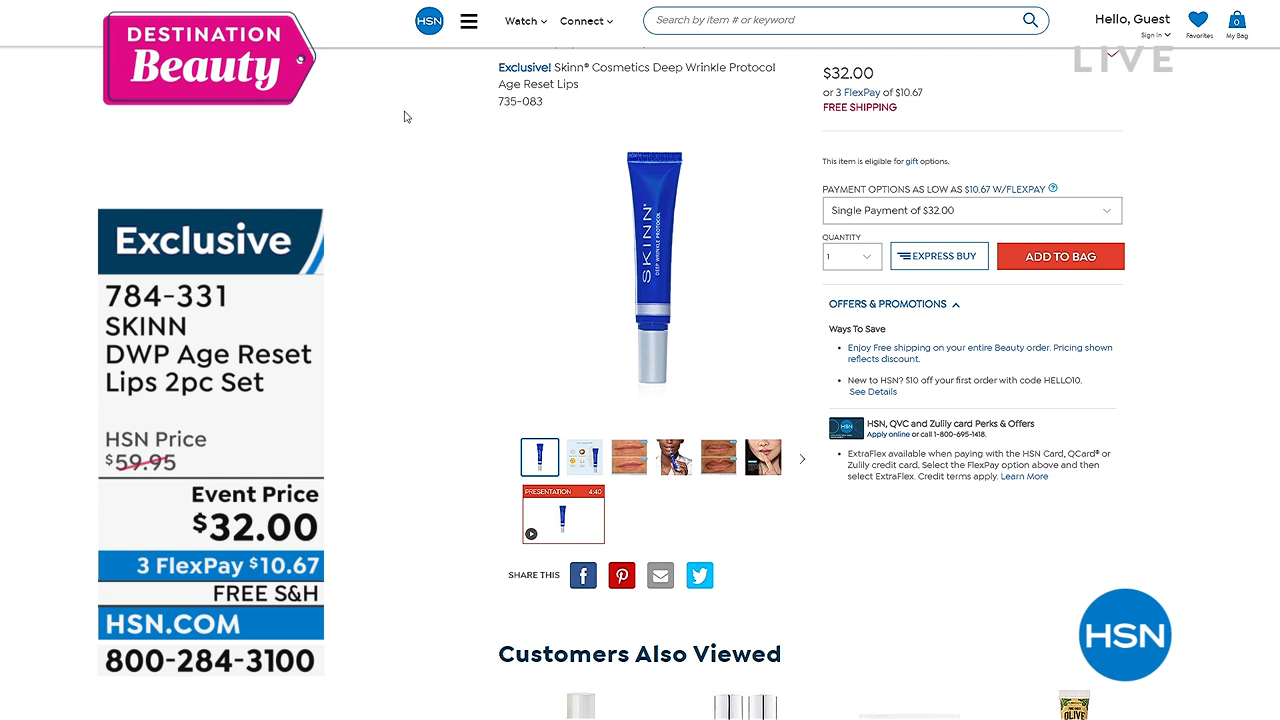 DESTINATION
Beauty
HSN
Watch
Connect
Search by item # or keyword
Hello, Guest
Sign In
Favorites
0
My Bag
LIVE
Exclusive! Skinn® Cosmetics Deep Wrinkle Protocol
Age Reset Lips
735-083
$32.00
or 3 FlexPay of $10.67
FREE SHIPPING
This item is eligible for gift options.
PAYMENT OPTIONS AS LOW AS $10.67 W/FLEXPAY ?
Single Payment of $32.00
QUANTITY
1
EXPRESS BUY
ADD TO BAG
OFFERS & PROMOTIONS
Ways To Save
• Enjoy Free shipping on your entire Beauty order. Pricing shown
reflects discount.
• New to HSN? $10 off your first order with code HELLO10.
See Details
HSN
HSN, QVC and Zulily card Perks & Offers
Apply online or call 1-800-695-1418.
• ExtraFlex available when paying with the HSN Card, QCard® or
Zulily credit card. Select the FlexPay option above and then
select ExtraFlex. Credit terms apply. Learn More
SKINN®
DEEP WRINKLE PROTOCOL
PRESENTATION 4:40
SHARE THIS
Customers Also Viewed
OLIVE
Exclusive
784-331
SKINN
DWP Age Reset
Lips 2pc Set
HSN Price
$59.95
Event Price
$32.00
3 FlexPay $10.67
FREE S&H
HSN.COM
800-284-3100
HSN